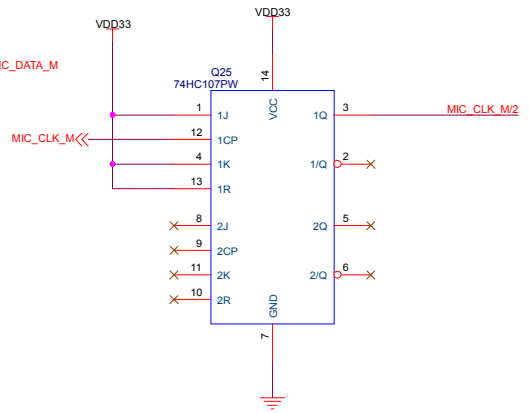 VDD33
VDD33
IC_DATA_M
Q25
74HC107PW
14
VCC
1 1J 1Q 3 MIC_CLK_M/2
MIC_CLK_M 12 1CP
4 1K 1/Q 2
13 1R
8 2J 2Q 5
9 2CP
11 2K 2/Q 6
10 2R
GND
7